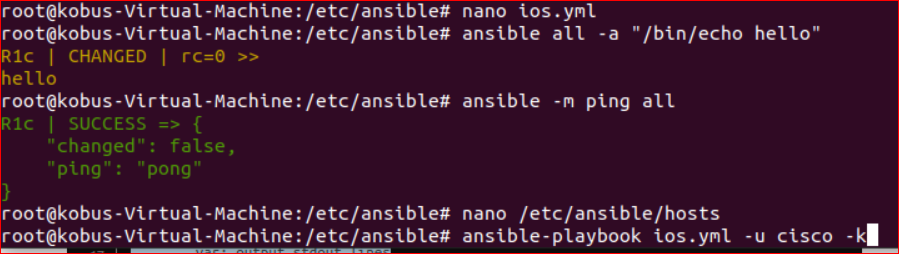 root@kobus-Virtual-Machine:/etc/ansible# nano ios.yml
root@kobus-Virtual-Machine:/etc/ansible# ansible all -a "/bin/echo hello"
R1c | CHANGED | rc=0 >>
hello
root@kobus-Virtual-Machine:/etc/ansible# ansible -m ping all
R1c | SUCCESS => {
    "changed": false,
    "ping": "pong"
}
root@kobus-Virtual-Machine:/etc/ansible# nano /etc/ansible/hosts
root@kobus-Virtual-Machine:/etc/ansible# ansible-playbook ios.yml -u cisco -k